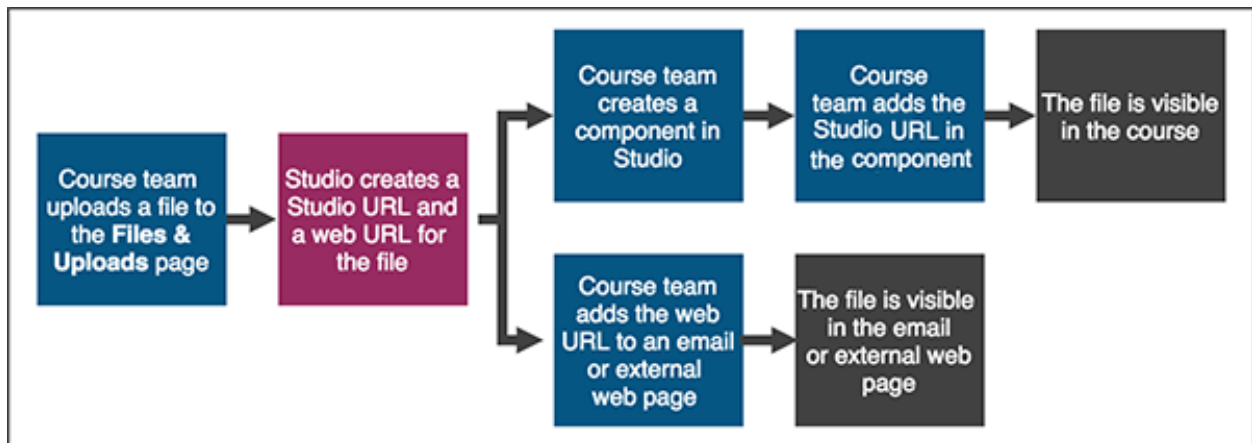 Course team
uploads a file to
the Files &
Uploads page
Studio creates a
Studio URL and
a web URL for
the file
Course team
creates a
component in
Studio
Course
team adds the
Studio URL in
the component
The file is visible
in the course
Course team
adds the web
URL to an email
or external
web page
The file is visible
in the email
or external web
page